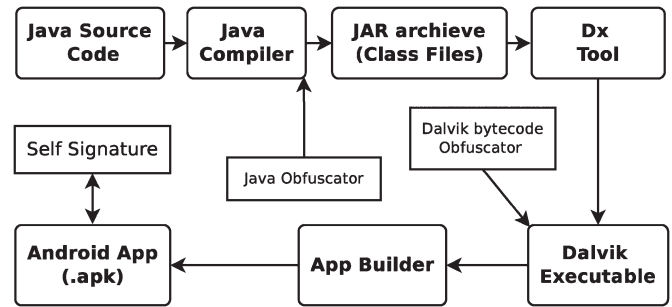 Java Source
Code
Java
Compiler
JAR archieve
(Class Files)
Dx
Tool
Self Signature
Java Obfuscator
Dalvik bytecode
Obfuscator
Android App
(.apk)
App Builder
Dalvik
Executable